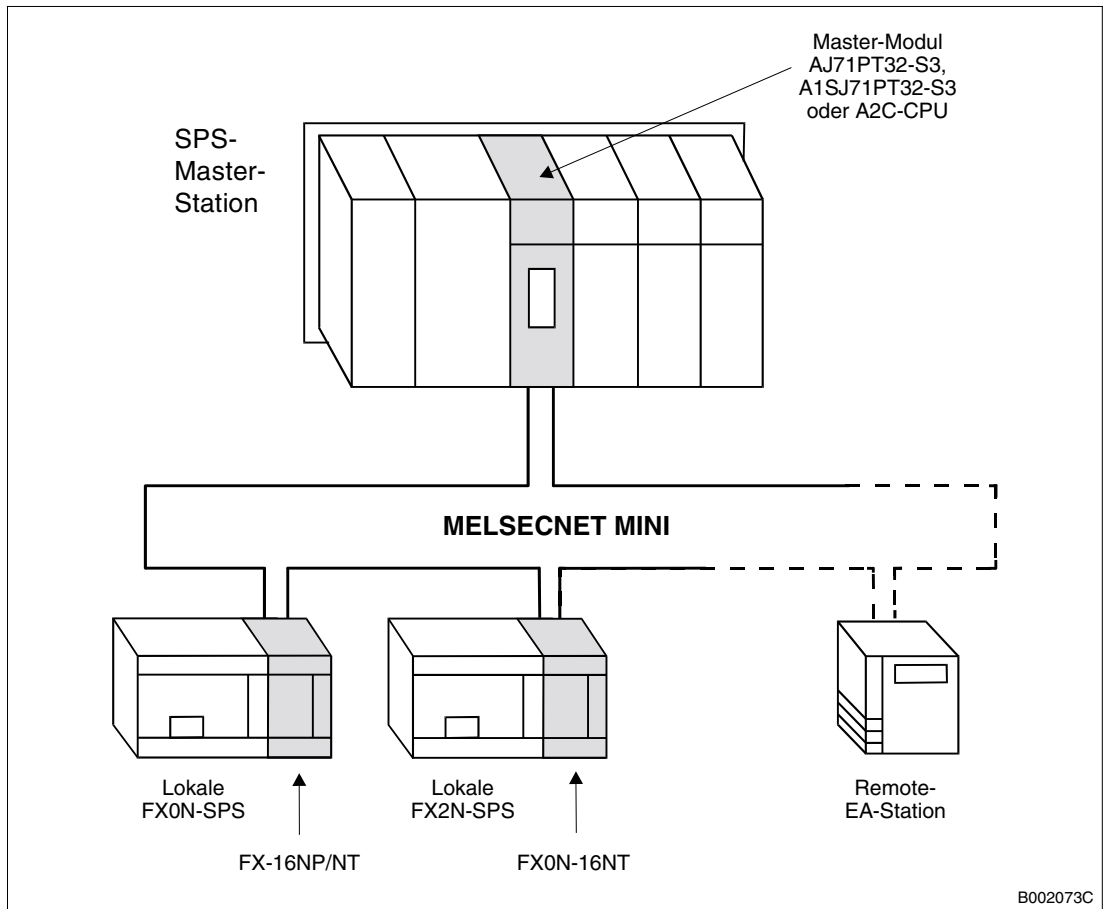 Master-Modul
AJ71PT32-S3,
A1SJ71PT32-S3
oder A2C-CPU
SPS-
Master-
Station
MELSECNET MINI
Lokale
FX0N-SPS
Lokale
FX2N-SPS
Remote-
EA-Station
FX-16NP/NT
FX0N-16NT
B002073C